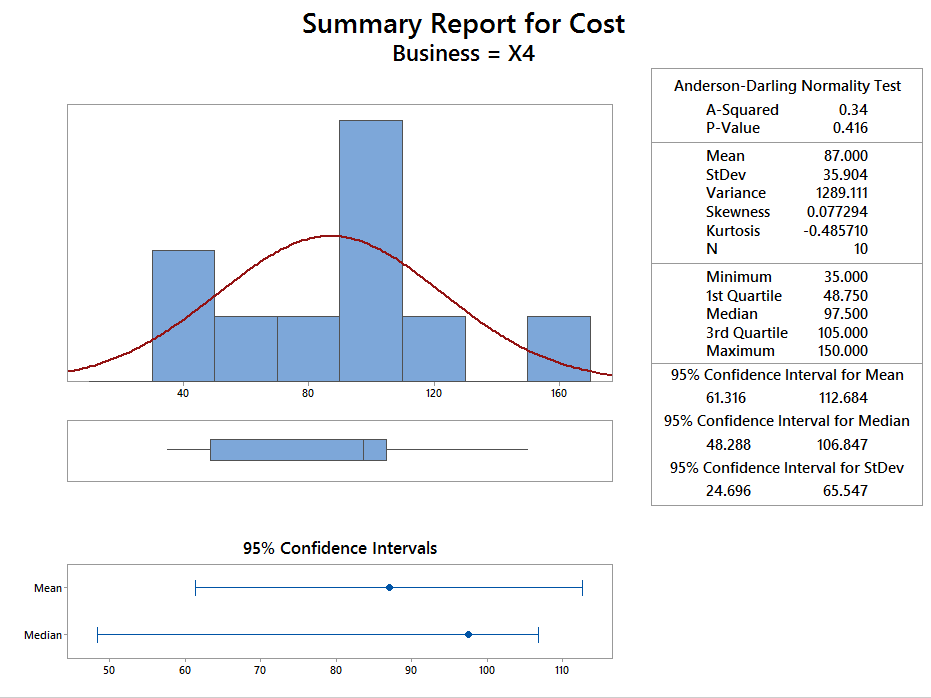 Summary Report for Cost
Business = X4
40 80 120 160
95% Confidence Intervals
Mean
Median
50 60 70 80 90 100 110
Anderson-Darling Normality Test
A-Squared 0.34
P-Value 0.416
Mean 87.000
StDev 35.904
Variance 1289.111
Skewness 0.077294
Kurtosis -0.485710
N 10
Minimum 35.000
1st Quartile 48.750
Median 97.500
3rd Quartile 105.000
Maximum 150.000
95% Confidence Interval for Mean
61.316 112.684
95% Confidence Interval for Median
48.288 106.847
95% Confidence Interval for StDev
24.696 65.547